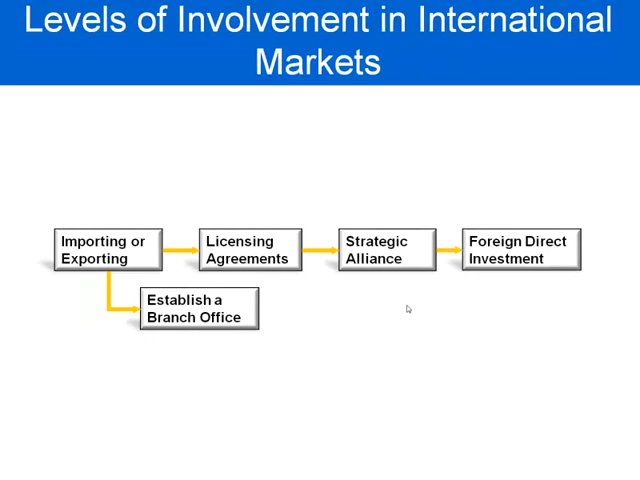 Levels of Involvement in International
Markets
Importing or
Exporting
Licensing
Agreements
Strategic
Alliance
Foreign Direct
Investment
Establish a
Branch Office